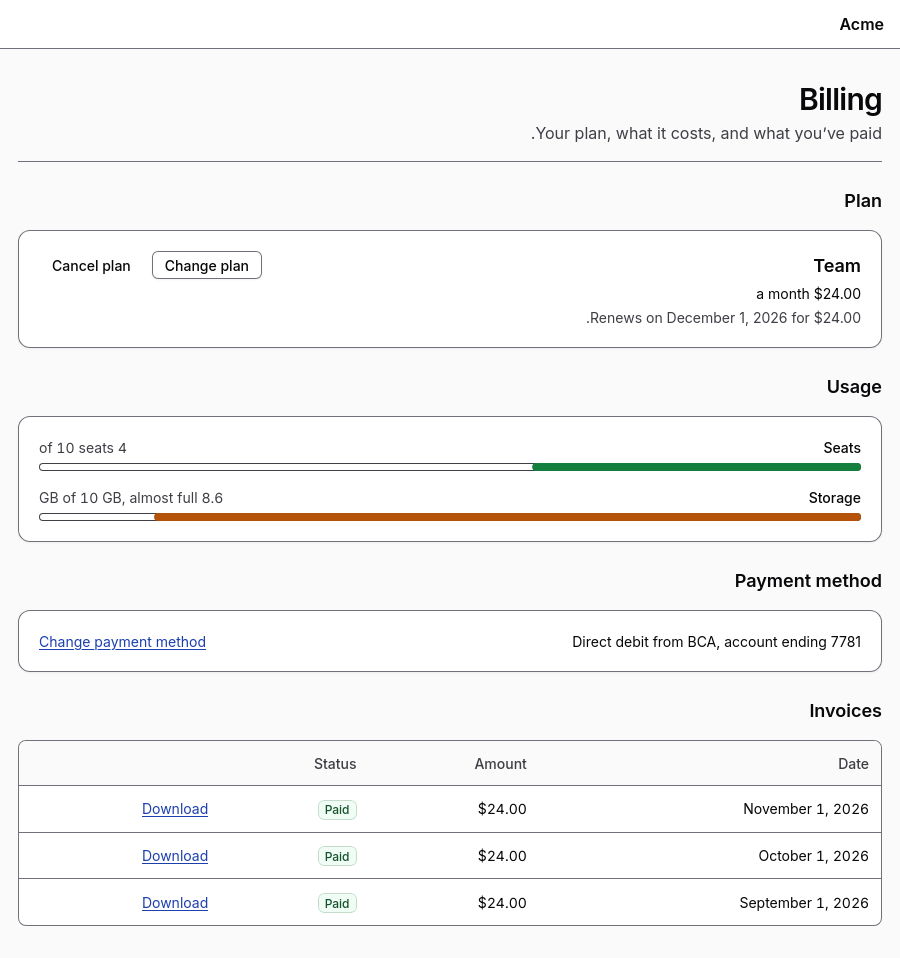 Acme
Billing
.Your plan, what it costs, and what you’ve paid
Plan
Team
a month $24.00
.Renews on December 1, 2026 for $24.00
Change plan
Cancel plan
Usage
Seats
of 10 seats 4
Storage
GB of 10 GB, almost full 8.6
Payment method
Direct debit from BCA, account ending 7781
Change payment method
Invoices
Date Amount Status
November 1, 2026 $24.00 Paid Download
October 1, 2026 $24.00 Paid Download
September 1, 2026 $24.00 Paid Download